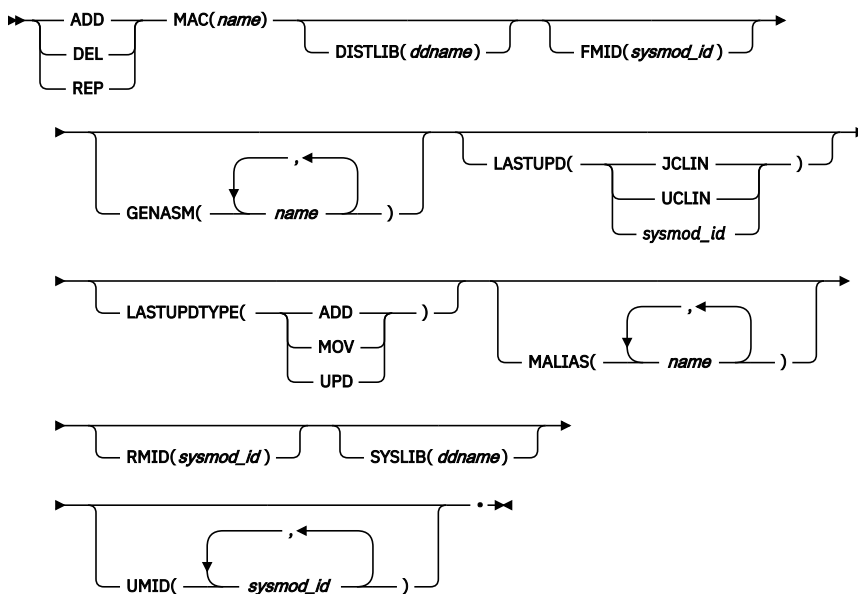 ADD MAC(name)
DEL DISTLIB(ddname) FMID(sysmod_id)
REP
,
GENASM( name )
LASTUPD( JCLIN )
UCLIN
sysmod_id
LASTUPDTYPE( ADD )
MOV
UPD
,
MALIAS( name )
RMID(sysmod_id) SYSLIB(ddname)
,
UMID( sysmod_id )
.